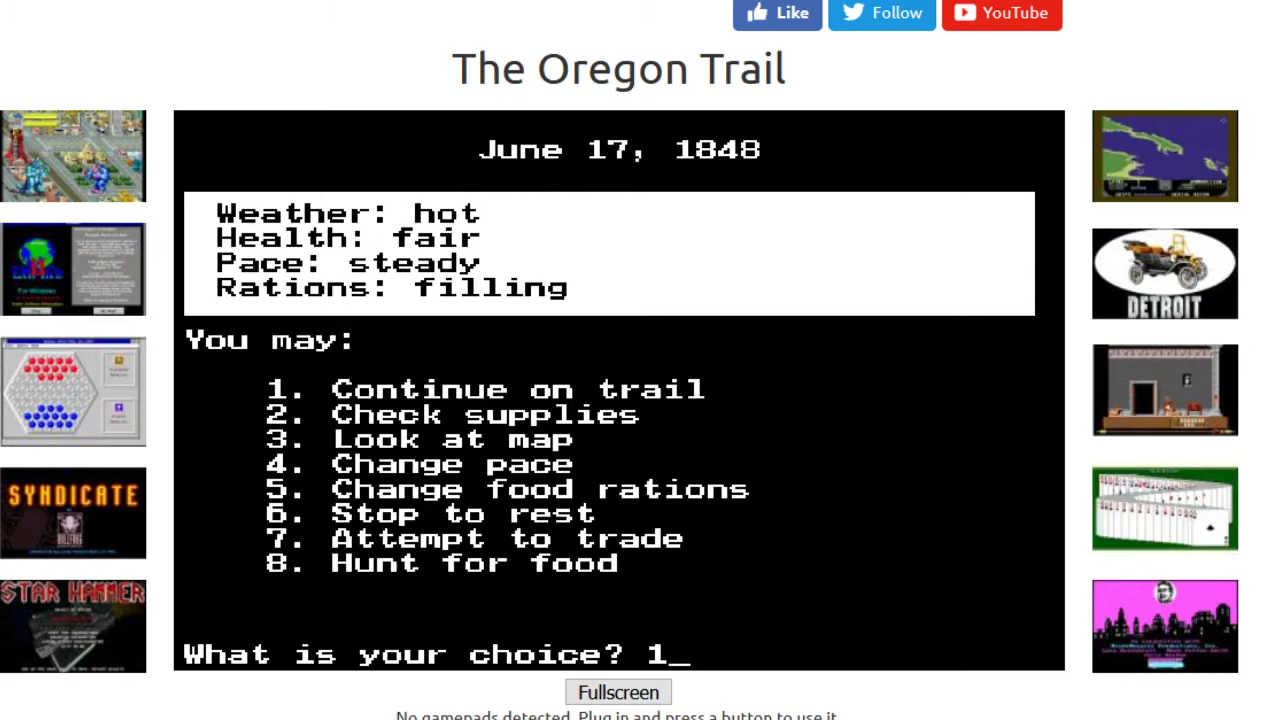 Like Follow YouTube
The Oregon Trail
June 17, 1848
Weather: hot
Health: fair
Pace: steady
Rations: filling
You may:
1. Continue on trail
2. Check supplies
3. Look at map
4. Change pace
5. Change food rations
6. Stop to rest
7. Attempt to trade
8. Hunt for food
What is your choice? 1_
Fullscreen
No gamepads detected. Plug in and press a button to use it
DETROIT
SYNDICATE
STAR HAMMER